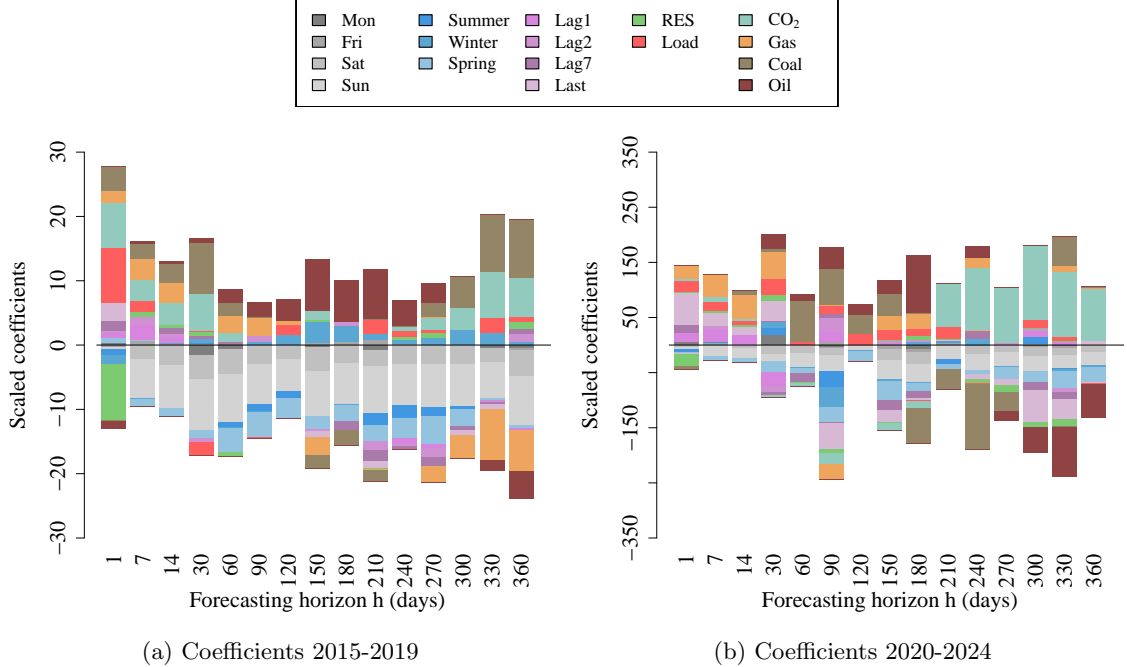 Mon Summer Lag1 RES CO₂
Fri Winter Lag2 Load Gas
Sat Spring Lag7 Coal
Sun Last Oil
Scaled coefficients
30
20
10
0
−10
−20
−30
1 7 14 30 60 90 120 150 180 210 240 270 300 330 360
Forecasting horizon h (days)
(a) Coefficients 2015-2019
Scaled coefficients
350
250
150
50
−150
−350
1 7 14 30 60 90 120 150 180 210 240 270 300 330 360
Forecasting horizon h (days)
(b) Coefficients 2020-2024